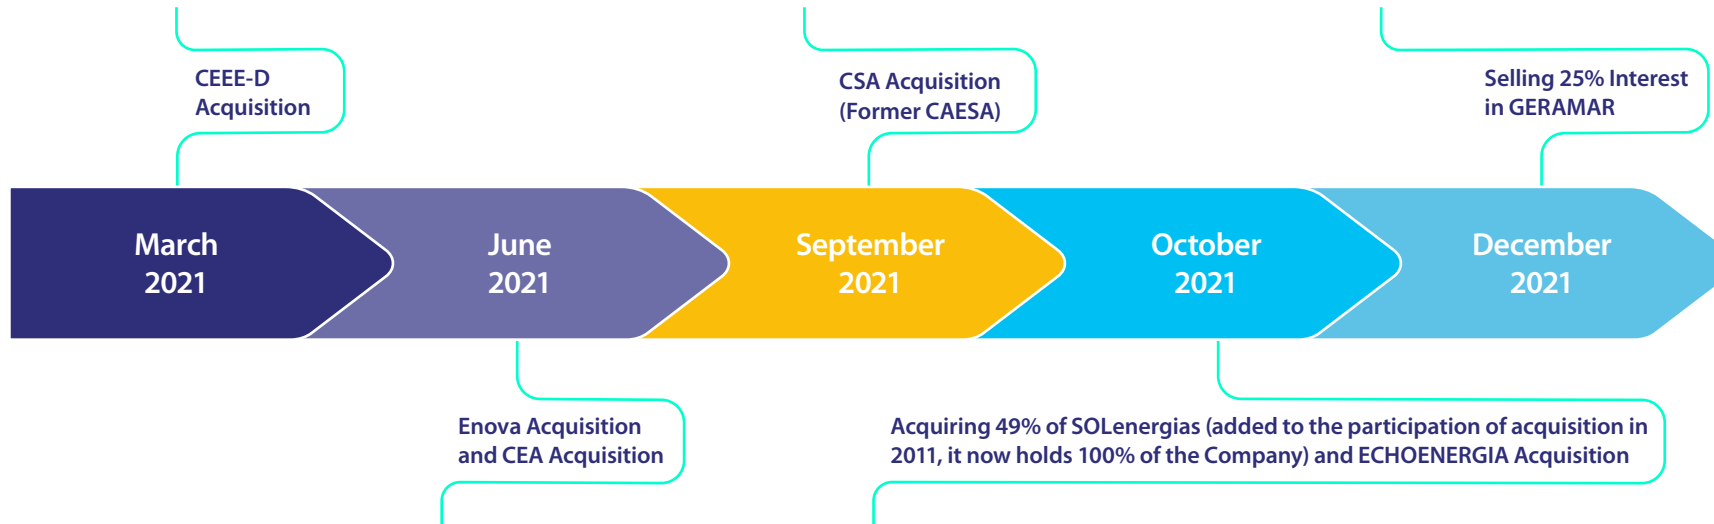 CEEE-D
Acquisition
CSA Acquisition
(Former CAESA)
Selling 25% Interest
in GERAMAR
March
2021
June
2021
September
2021
October
2021
December
2021
Enova Acquisition
and CEA Acquisition
Acquiring 49% of SOLenergias (added to the participation of acquisition in
2011, it now holds 100% of the Company) and ECHOENERGIA Acquisition